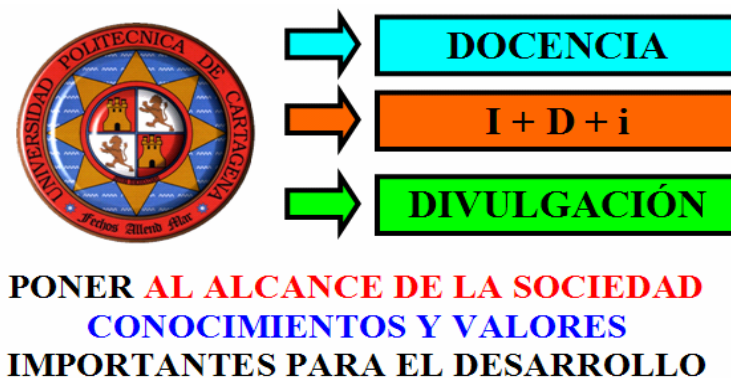 UNIVERSIDAD POLITECNICA DE CARTAGENA
Fechos Allend Mar
DOCENCIA
I + D + i
DIVULGACIÓN
PONER AL ALCANCE DE LA SOCIEDAD
CONOCIMIENTOS Y VALORES
IMPORTANTES PARA EL DESARROLLO